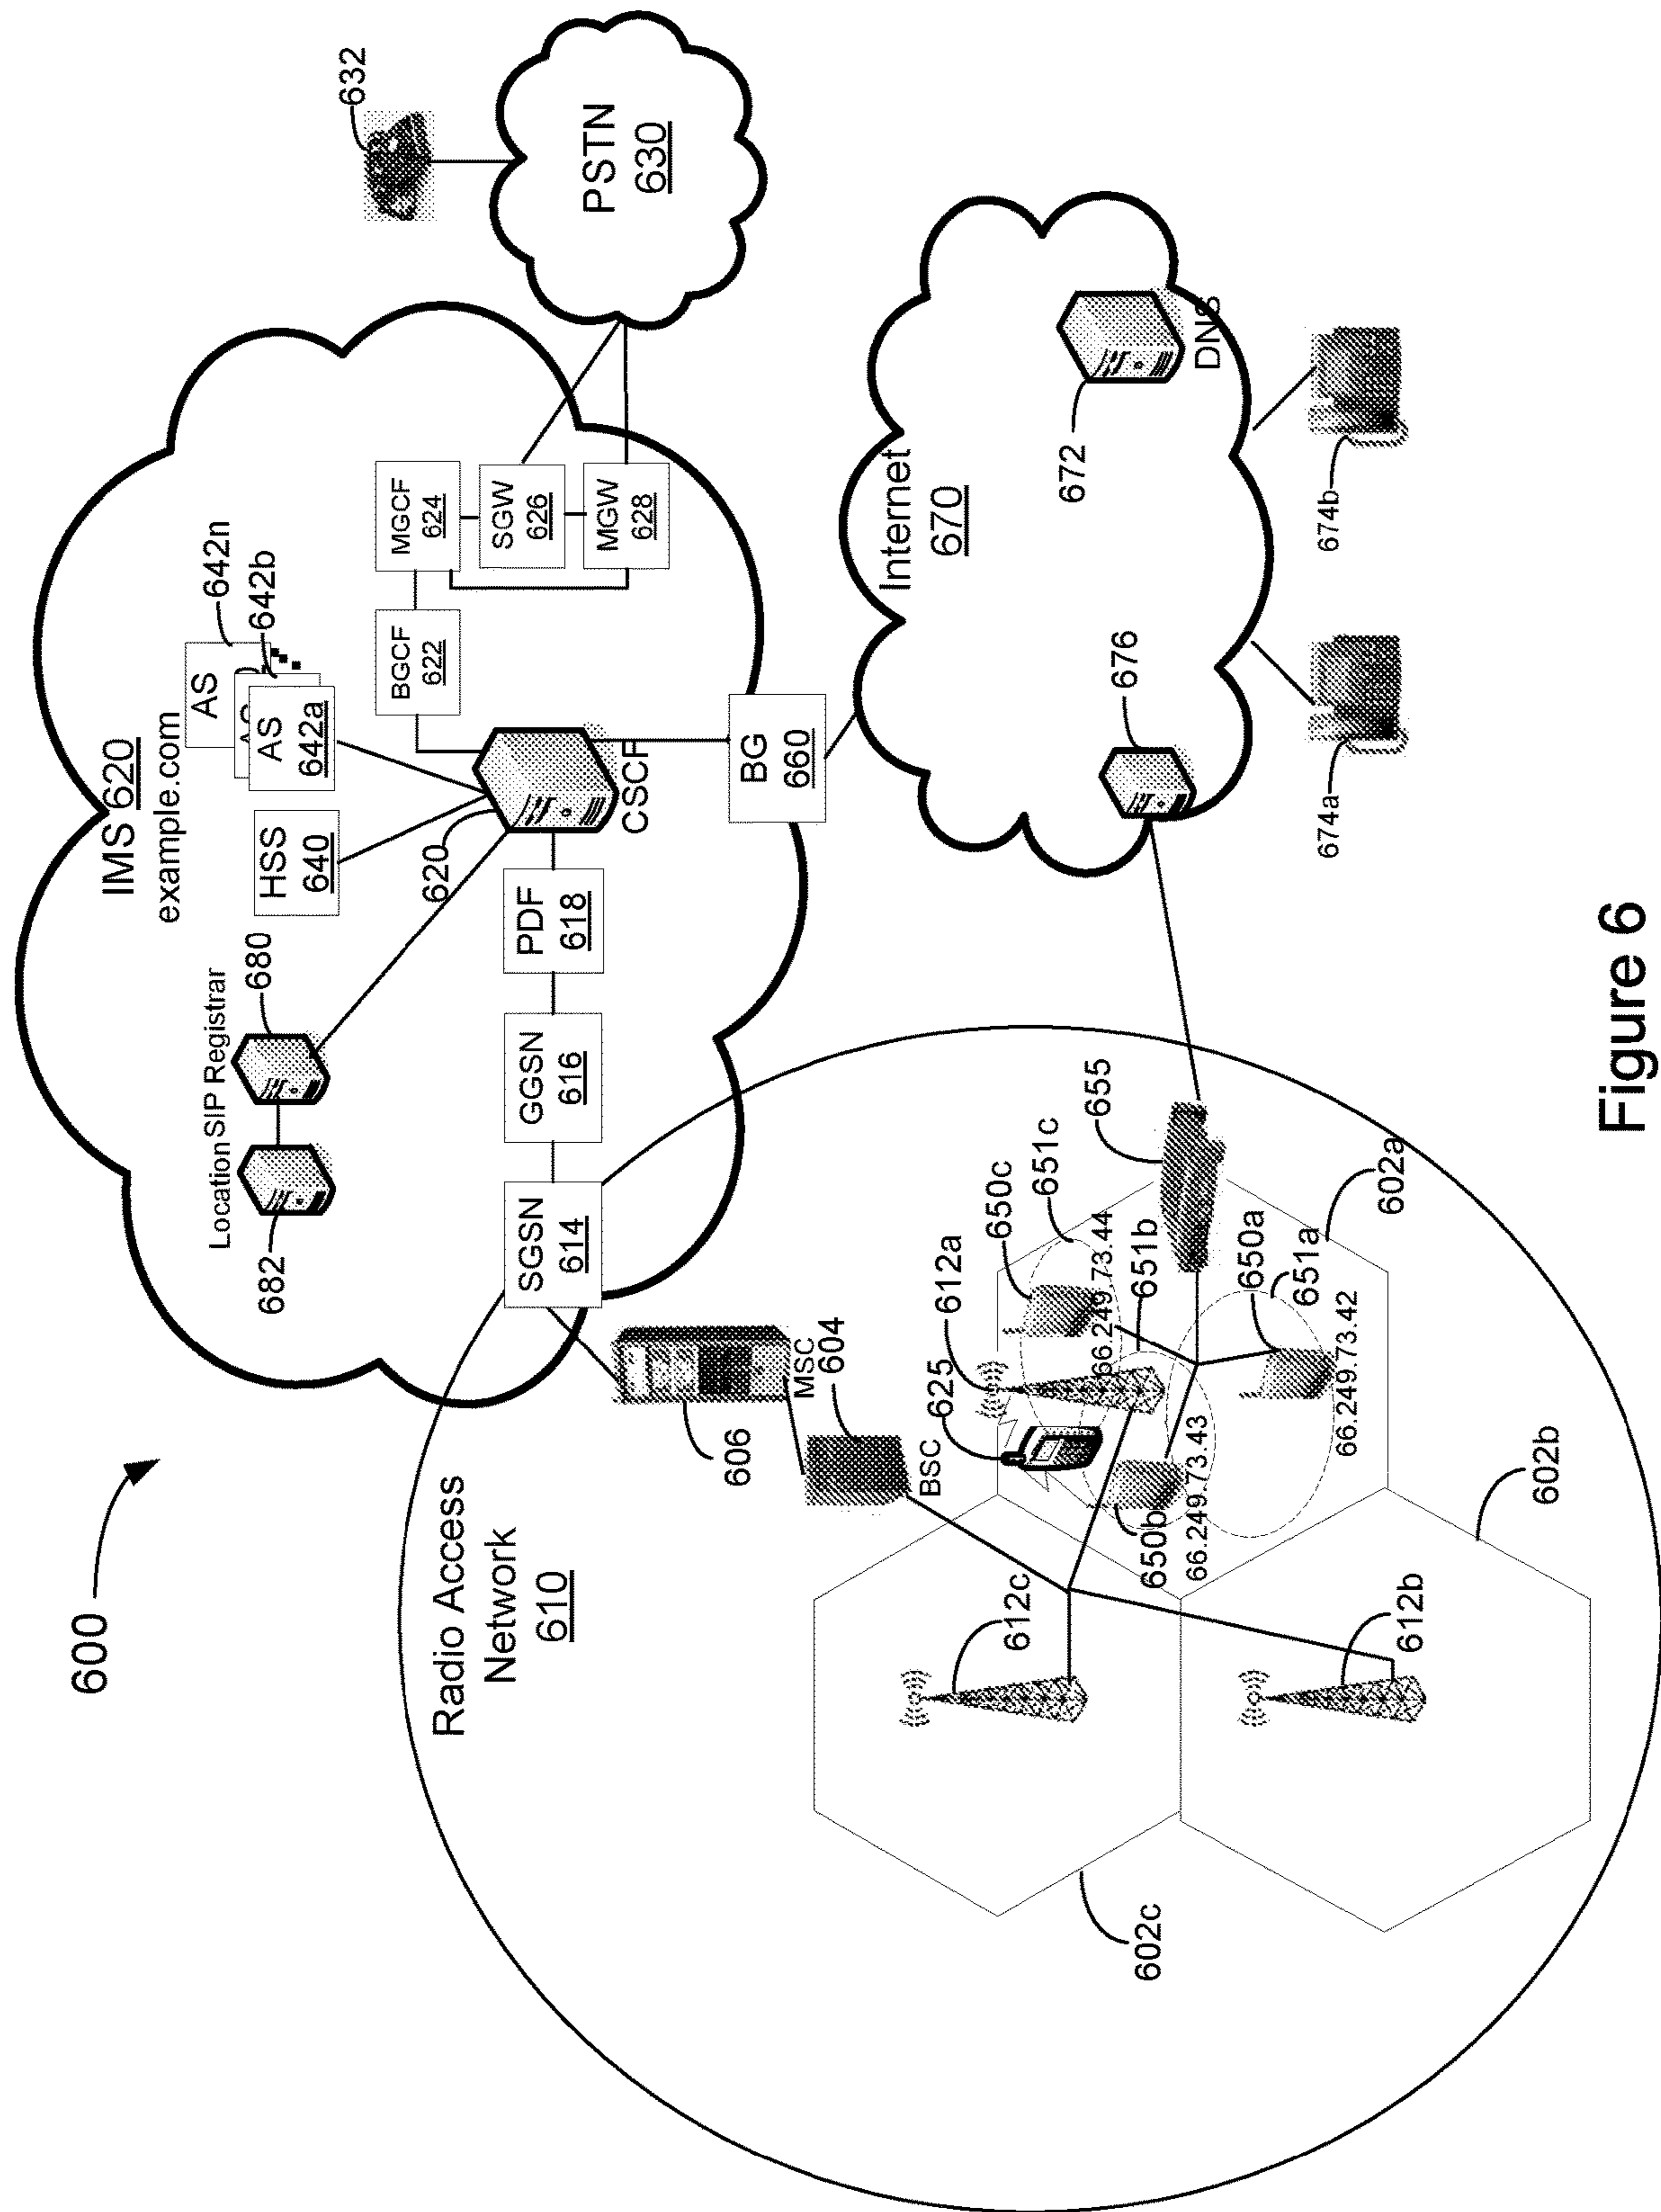 600
IMS 620
example.com
AS
642n
642b
AS
642a
HSS
640
Location
SIP Registrar
680
682
620
CSCF
BGCF
622
MGCF
624
SGW
626
MGW
628
632
PSTN
630
SGSN
614
GGSN
616
PDF
618
BG
660
Internet
670
672
DNS
676
674a
674b
Radio Access
Network
610
606
MSC
604
BSC
625
612a
650c
651c
66.249.73.44
651b
655
650a
651a
66.249.73.42
602a
650b
66.249.73.43
602b
612c
612b
602c
Figure 6